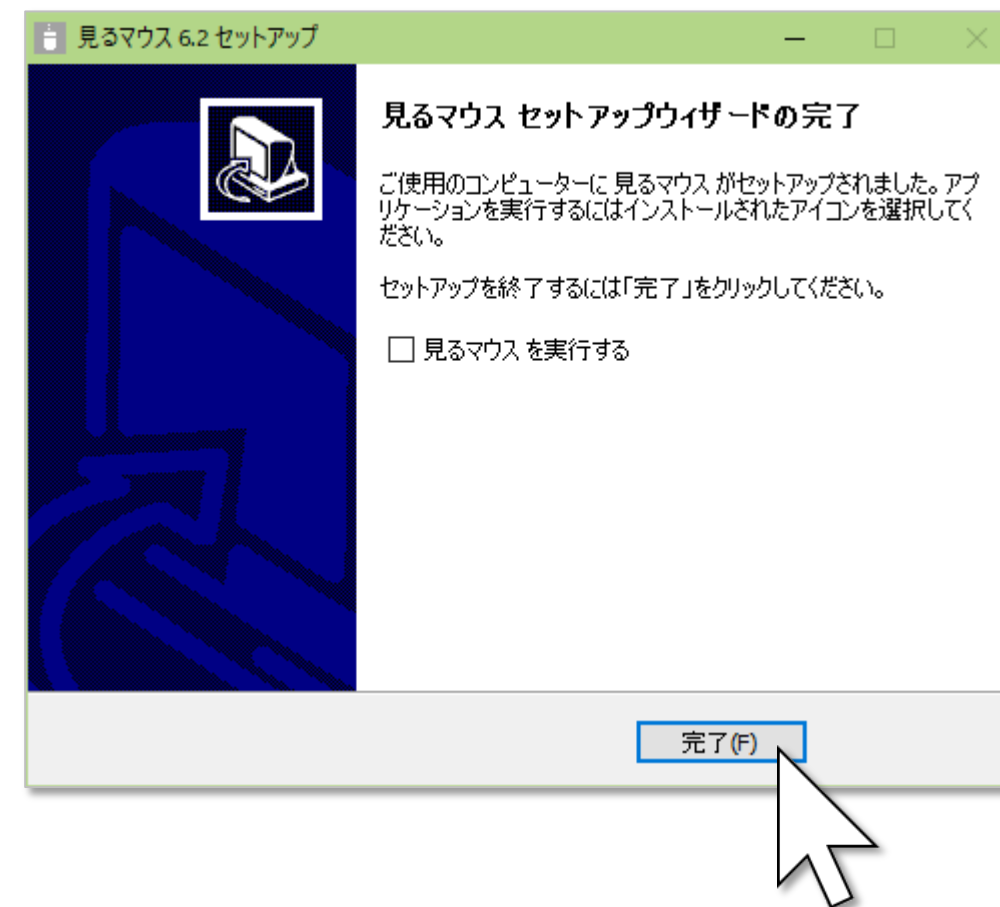 見るマウス 6.2 セットアップ
見るマウス セットアップウィザードの完了
ご使用のコンピューターに 見るマウス がセットアップされました。アプ
リケーションを実行するにはインストールされたアイコンを選択してく
ださい。
セットアップを終了するには「完了」をクリックしてください。
見るマウス を実行する
完了(F)